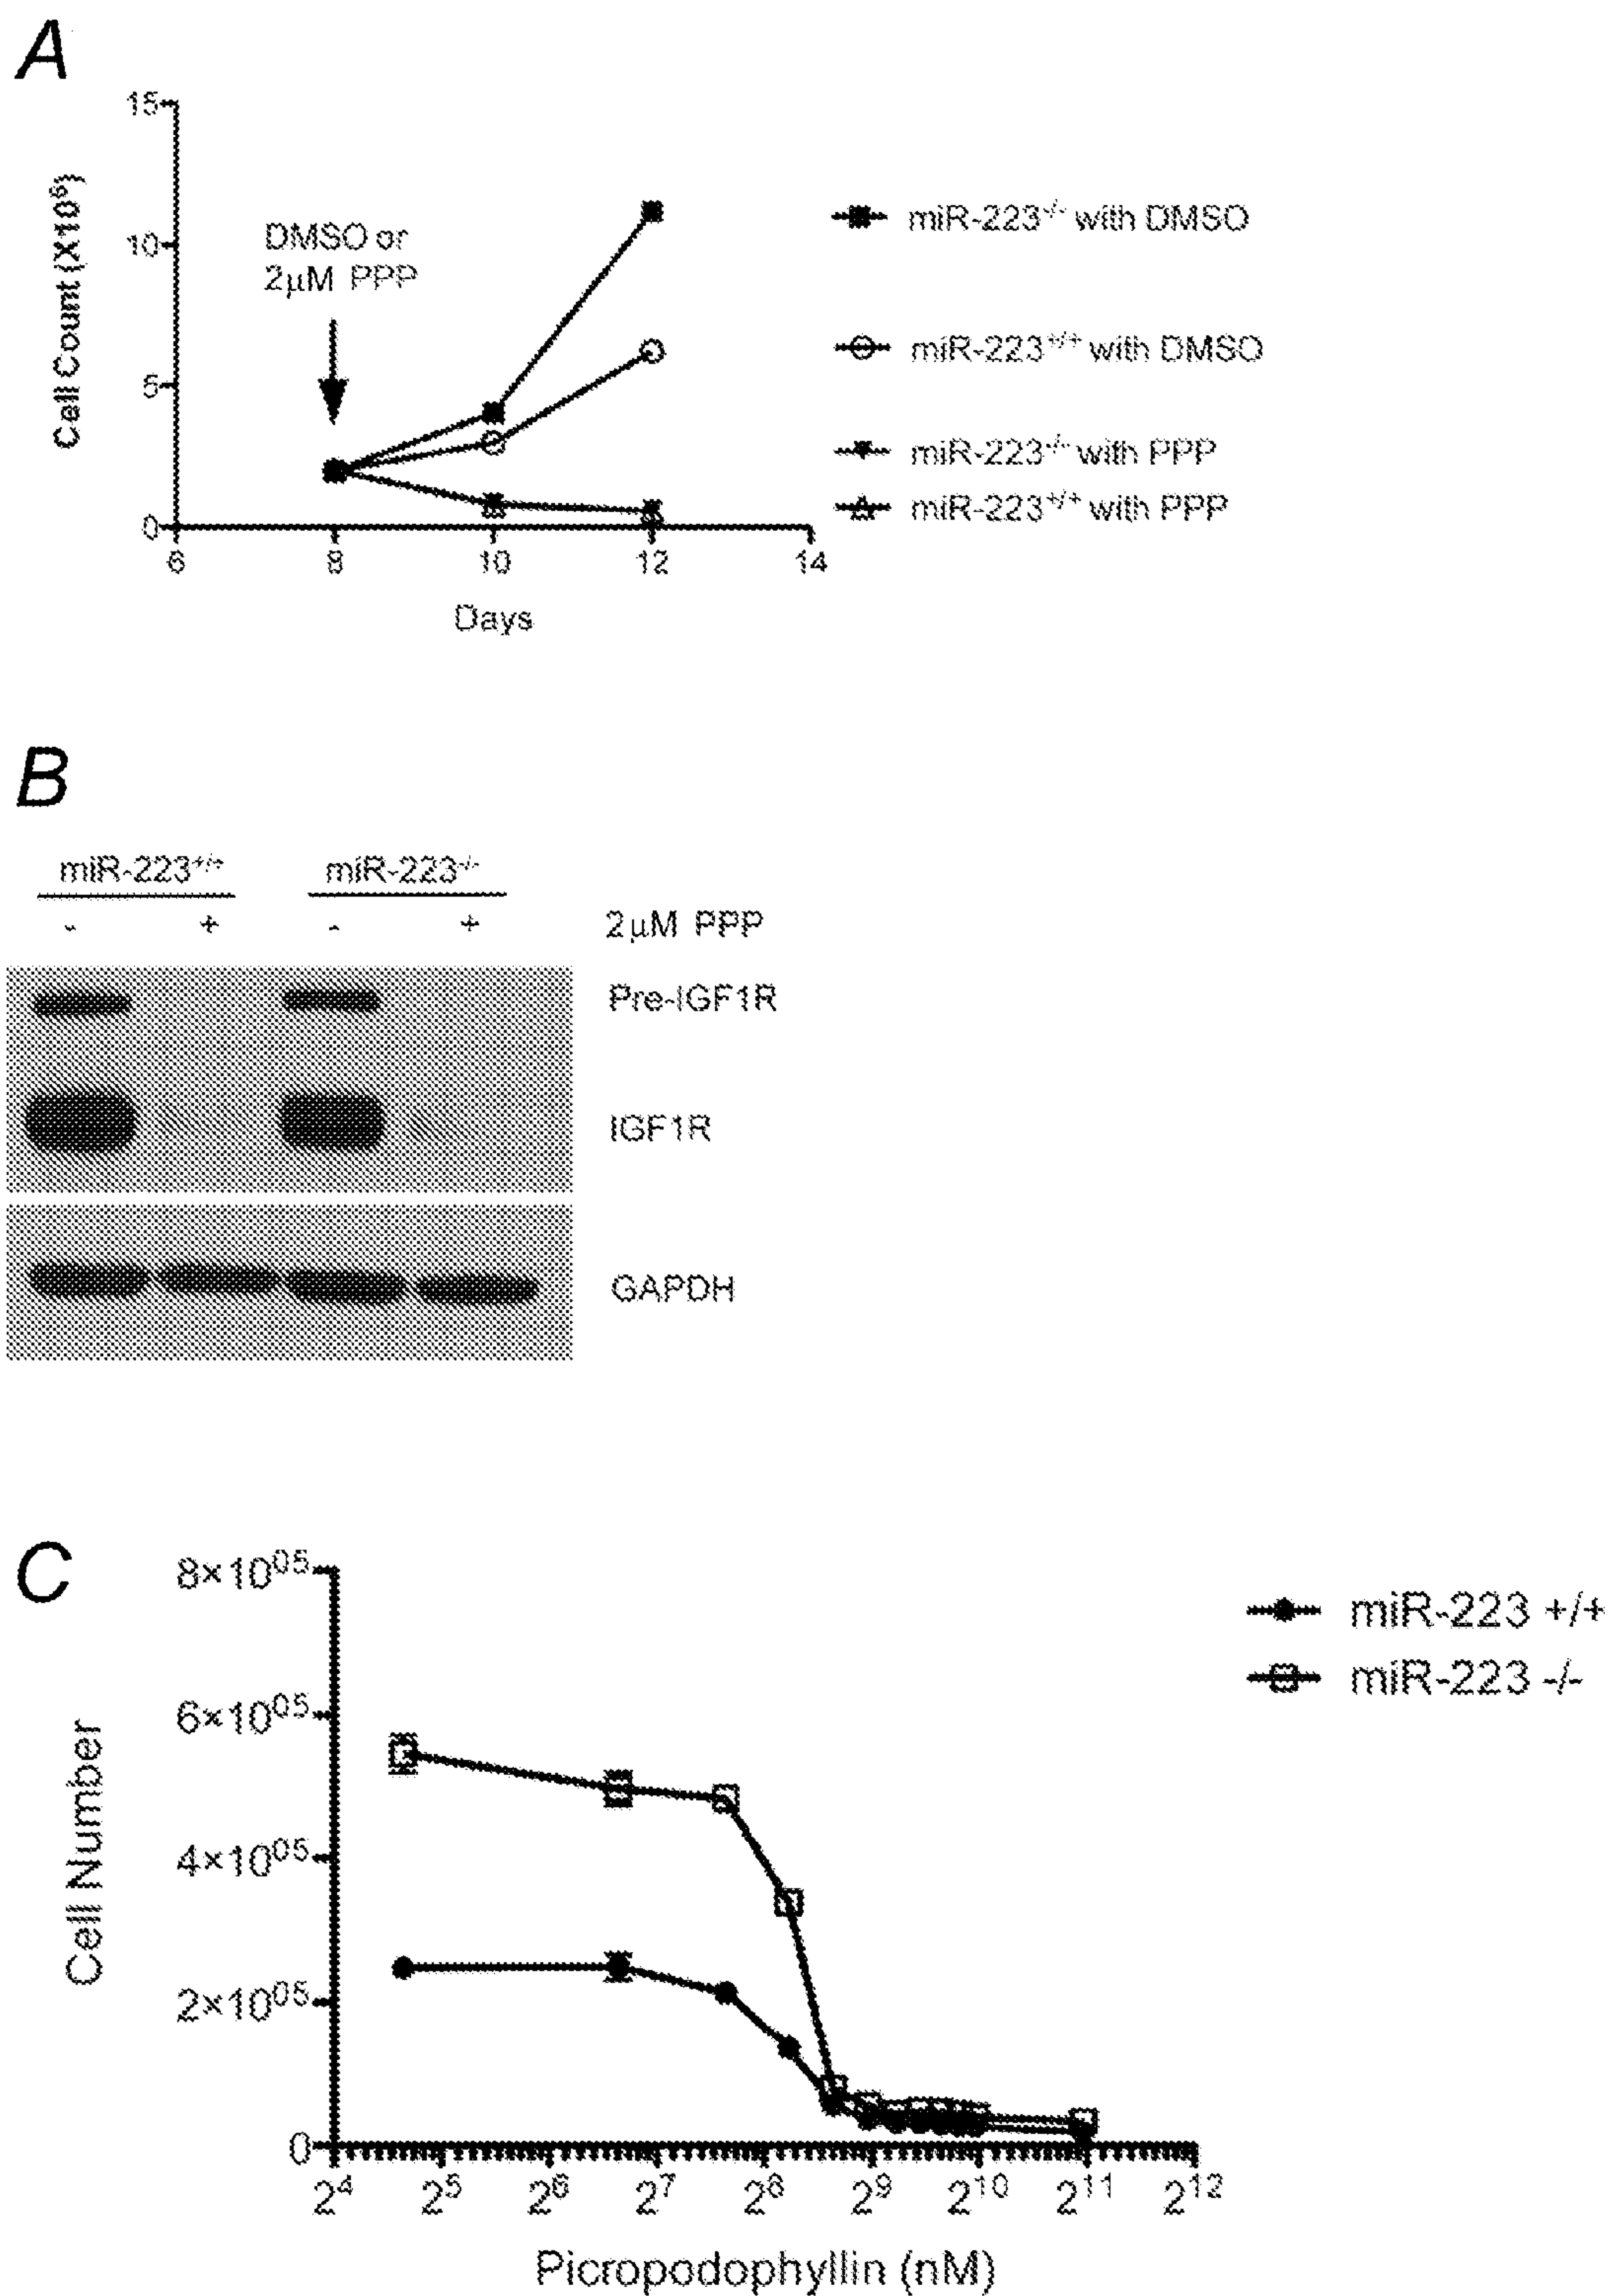 A
15
10
5
0
Cell Count (X10⁶)
DMSO or
2μM PPP
6 8 10 12 14
Days
miR-223⁻/⁻ with DMSO
miR-223⁺/⁺ with DMSO
miR-223⁻/⁻ with PPP
miR-223⁺/⁺ with PPP
B
miR-223⁺/⁺ miR-223⁻/⁻
- + - + 2μM PPP
Pre-IGF1R
IGF1R
GAPDH
C
8×10⁰⁵
6×10⁰⁵
4×10⁰⁵
2×10⁰⁵
0
Cell Number
2⁴ 2⁵ 2⁶ 2⁷ 2⁸ 2⁹ 2¹⁰ 2¹¹ 2¹²
Picropodophyllin (nM)
miR-223 +/+
miR-223 -/-